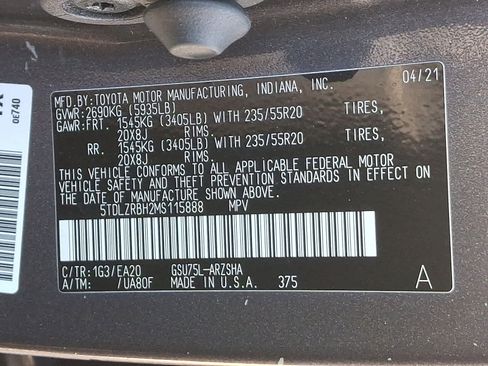 MFD.BY:TOYOTA MOTOR MANUFACTURING, INDIANA, INC. 04/21
GVWR:2690KG (5935LB)
GAWR:FRT. 1545KG (3405LB) WITH 235/55R20 TIRES,
20X8J RIMS.
RR. 1545KG (3405LB) WITH 235/55R20 TIRES,
20X8J RIMS.
THIS VEHICLE CONFORMS TO ALL APPLICABLE FEDERAL MOTOR
VEHICLE SAFETY AND THEFT PREVENTION STANDARDS IN EFFECT
ON THE DATE OF MANUFACTURE SHOWN ABOVE.
5TDLZRBH2MS115888 MPV
C/TR:1G3/EA20 GSU75L-ARZSHA
A/TM: /UA80F MADE IN U.S.A. 375 A
0E/40